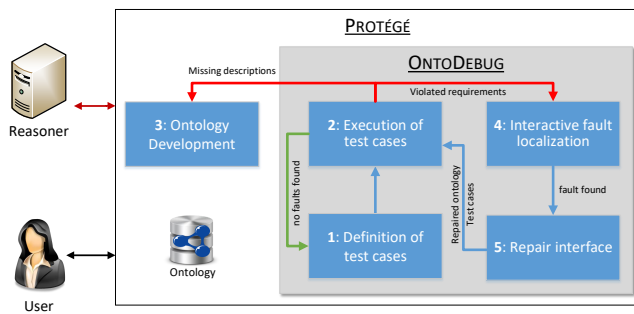 PROTÉGÉ
ONTODEBUG
Missing descriptions
Violated requirements
Reasoner
3: Ontology
Development
2: Execution of
test cases
4: Interactive fault
localization
no faults found
Repaired ontology
Test cases
fault found
1: Definition of
test cases
5: Repair interface
Ontology
User